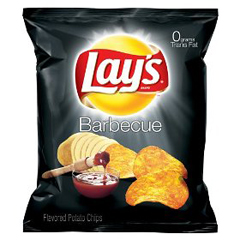 0 grams
Trans Fat
Lay's
Barbecue
Flavored Potato Chips